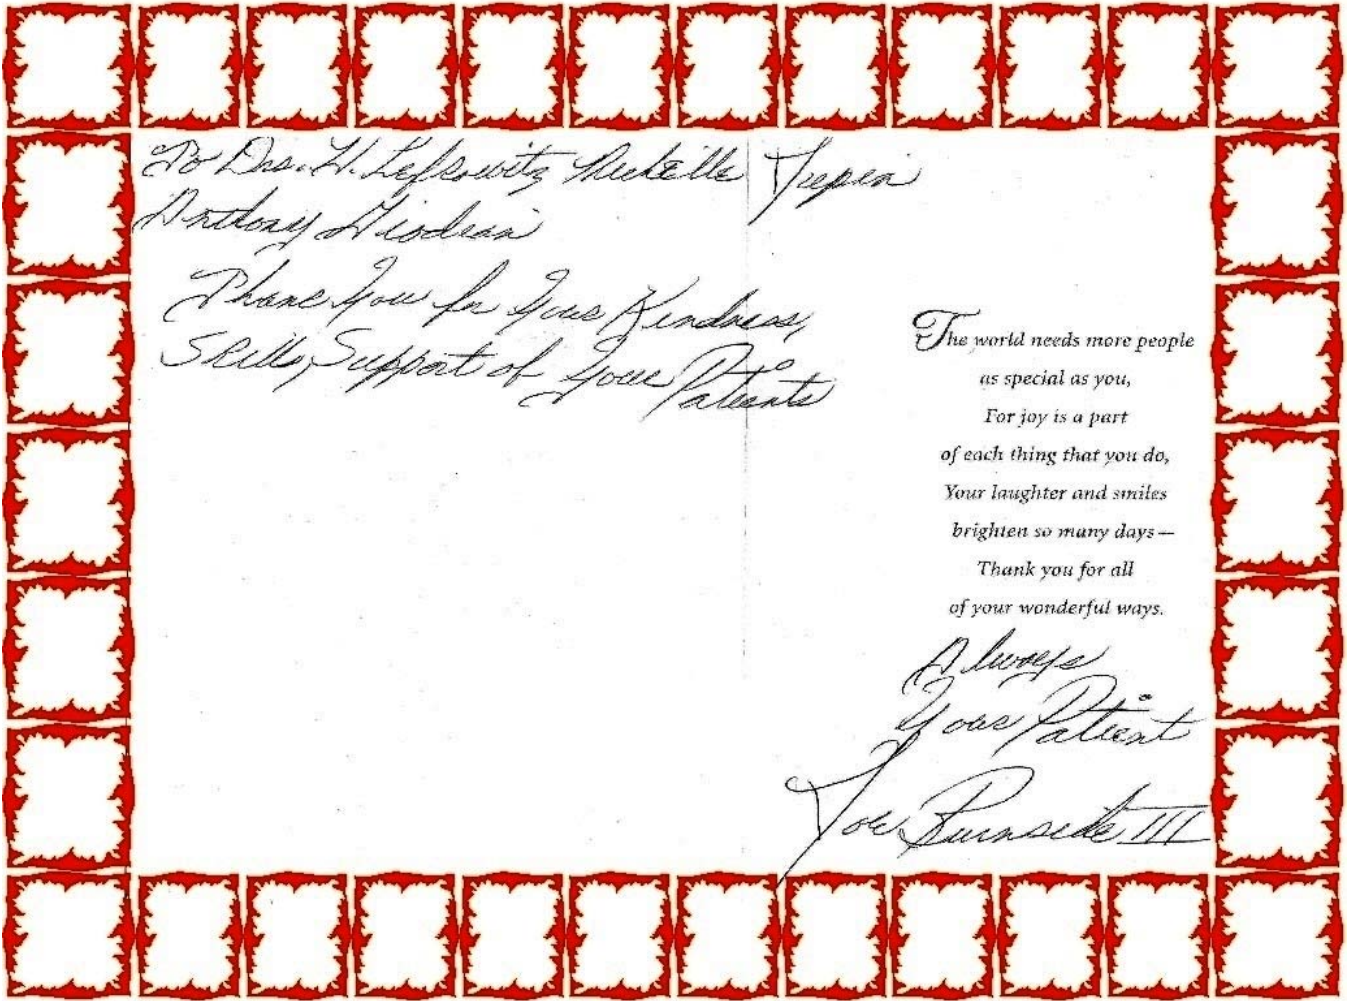 To Drs. H. Lefkowitz Michelle
Anthony
Thank You for Your Kindness,
Skills, Support of Your Patients
The world needs more people
as special as you,
For joy is a part
of each thing that you do,
Your laughter and smiles
brighten so many days—
Thank you for all
of your wonderful ways.
Always
Your Patient
Joe Burnside III